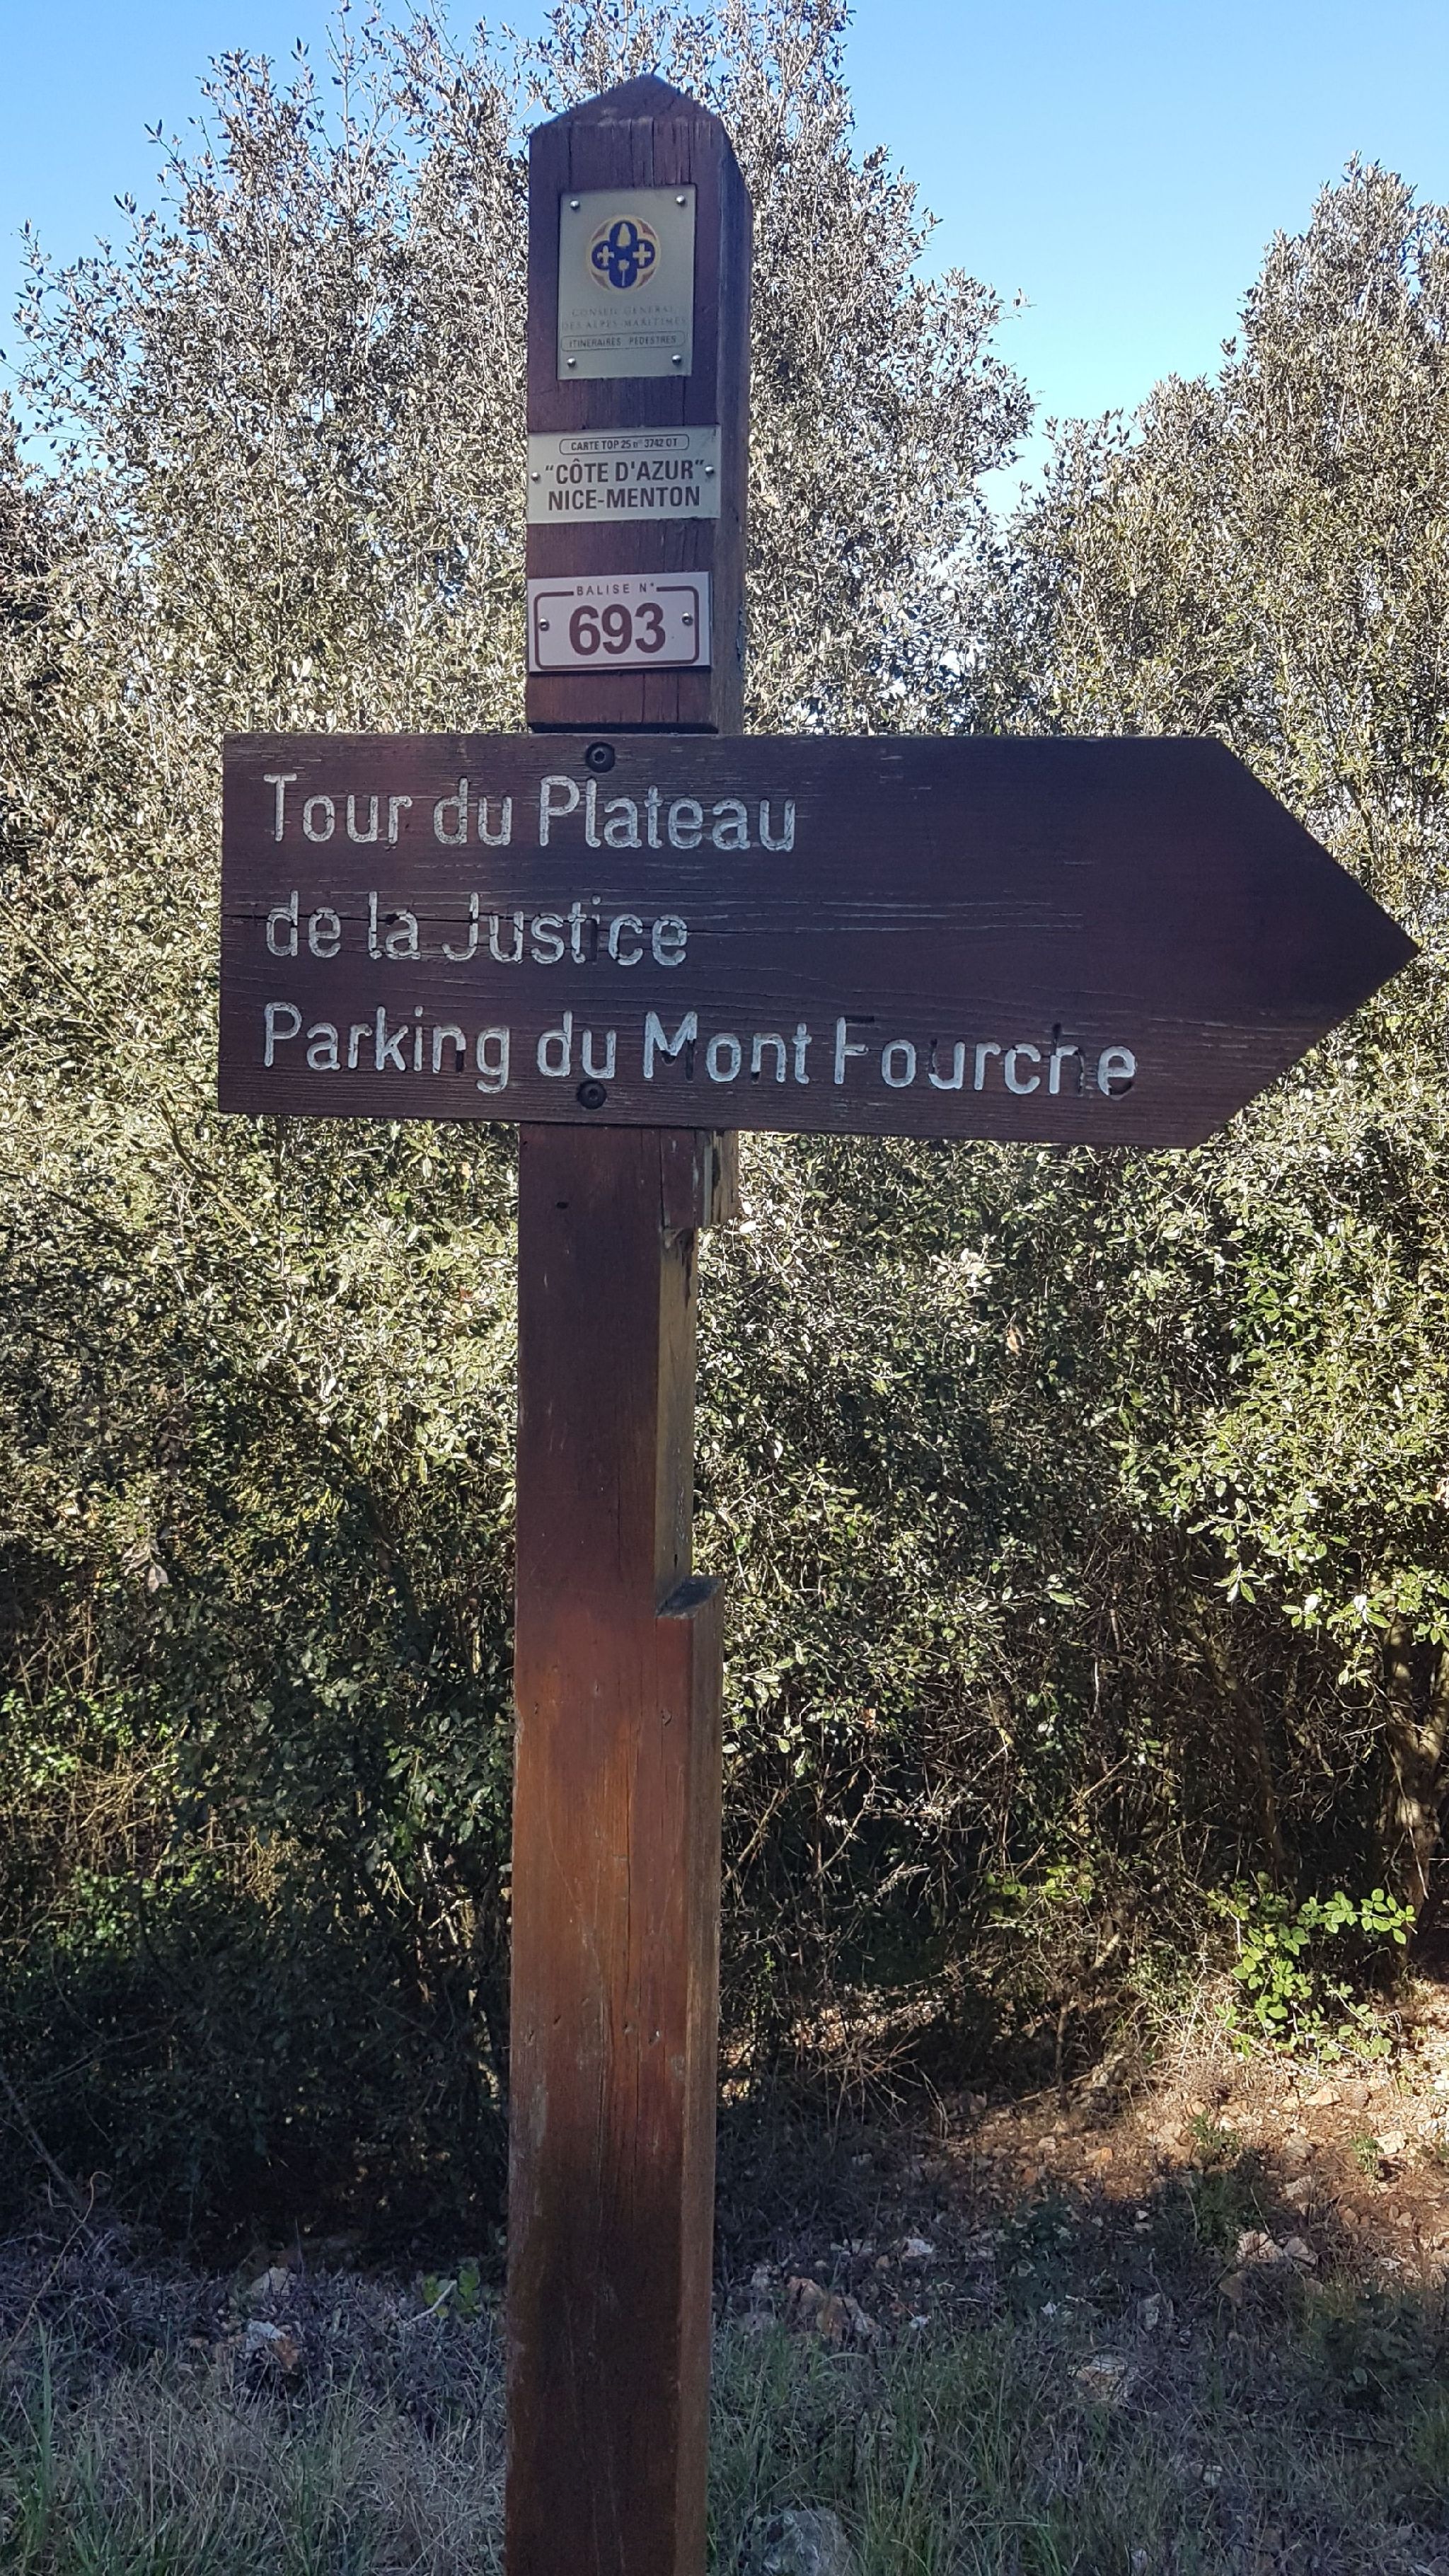 CONSEIL GENERAL
DES ALPES-MARITIMES
ITINERAIRES PEDESTRES
CARTE TOP 25 n° 3742 OT
"CÔTE D'AZUR"
NICE-MENTON
BALISE N°
693
Tour du Plateau
de la Justice
Parking du Mont Fourche